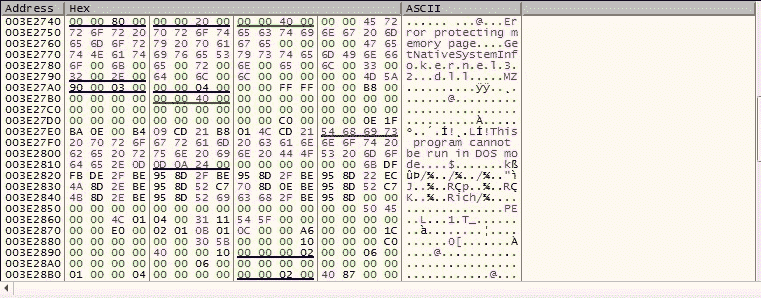 Address Hex ASCII
003E2740 00 00 80 00 00 00 20 00 00 00 40 00 00 00 45 72 ...... ...@...Er
003E2750 72 6F 72 20 70 72 6F 74 65 63 74 69 6E 67 20 6D ror protecting m
003E2760 65 6D 6F 72 79 20 70 61 67 65 00 00 00 00 47 65 emory page....Ge
003E2770 74 4E 61 74 69 76 65 53 79 73 74 65 6D 49 6E 66 tNativeSystemInf
003E2780 6F 00 6B 00 65 00 72 00 6E 00 65 00 6C 00 33 00 o.k.e.r.n.e.l.3.
003E2790 32 00 2E 00 64 00 6C 00 6C 00 00 00 00 00 4D 5A 2...d.l.l.....MZ
003E27A0 90 00 03 00 00 00 04 00 00 00 FF FF 00 00 B8 00 ..........ÿÿ..¸.
003E27B0 00 00 00 00 00 00 40 00 00 00 00 00 00 00 00 00 ......@.........
003E27C0 00 00 00 00 00 00 00 00 00 00 00 00 00 00 00 00 ................
003E27D0 00 00 00 00 00 00 00 00 00 00 C0 00 00 00 0E 1F ..........À.....
003E27E0 BA 0E 00 B4 09 CD 21 B8 01 4C CD 21 54 68 69 73 º..´.Í!¸.LÍ!This
003E27F0 20 70 72 6F 67 72 61 6D 20 63 61 6E 6E 6F 74 20 program cannot
003E2800 62 65 20 72 75 6E 20 69 6E 20 44 4F 53 20 6D 6F be run in DOS mo
003E2810 64 65 2E 0D 0D 0A 24 00 00 00 00 00 00 00 6B DF de....$.......kß
003E2820 FB DE 2F BE 95 8D 2F BE 95 8D 2F BE 95 8D 22 EC ûÞ/¾../¾../¾.."ì
003E2830 4A 8D 2E BE 95 8D 52 C7 70 8D 0E BE 95 8D 52 C7 J..¾..RÇp..¾..RÇ
003E2840 4B 8D 2E BE 95 8D 52 69 63 68 2F BE 95 8D 00 00 K..¾..Rich/¾....
003E2850 00 00 00 00 00 00 00 00 00 00 00 00 00 00 50 45 ..............PE
003E2860 00 00 4C 01 04 00 31 11 54 5F 00 00 00 00 00 00 ..L...1.T_......
003E2870 00 00 E0 00 02 01 0B 01 0C 00 00 A6 00 00 00 1C ..à........¦....
003E2880 00 00 00 00 00 00 30 5B 00 00 00 10 00 00 00 C0 ......0[.......À
003E2890 00 00 00 00 40 00 00 10 00 00 00 02 00 00 06 00 ....@...........
003E28A0 00 00 00 00 00 00 06 00 00 00 00 00 00 00 00 00 ................
003E28B0 01 00 00 04 00 00 00 00 00 00 02 00 40 87 00 00 ............@...